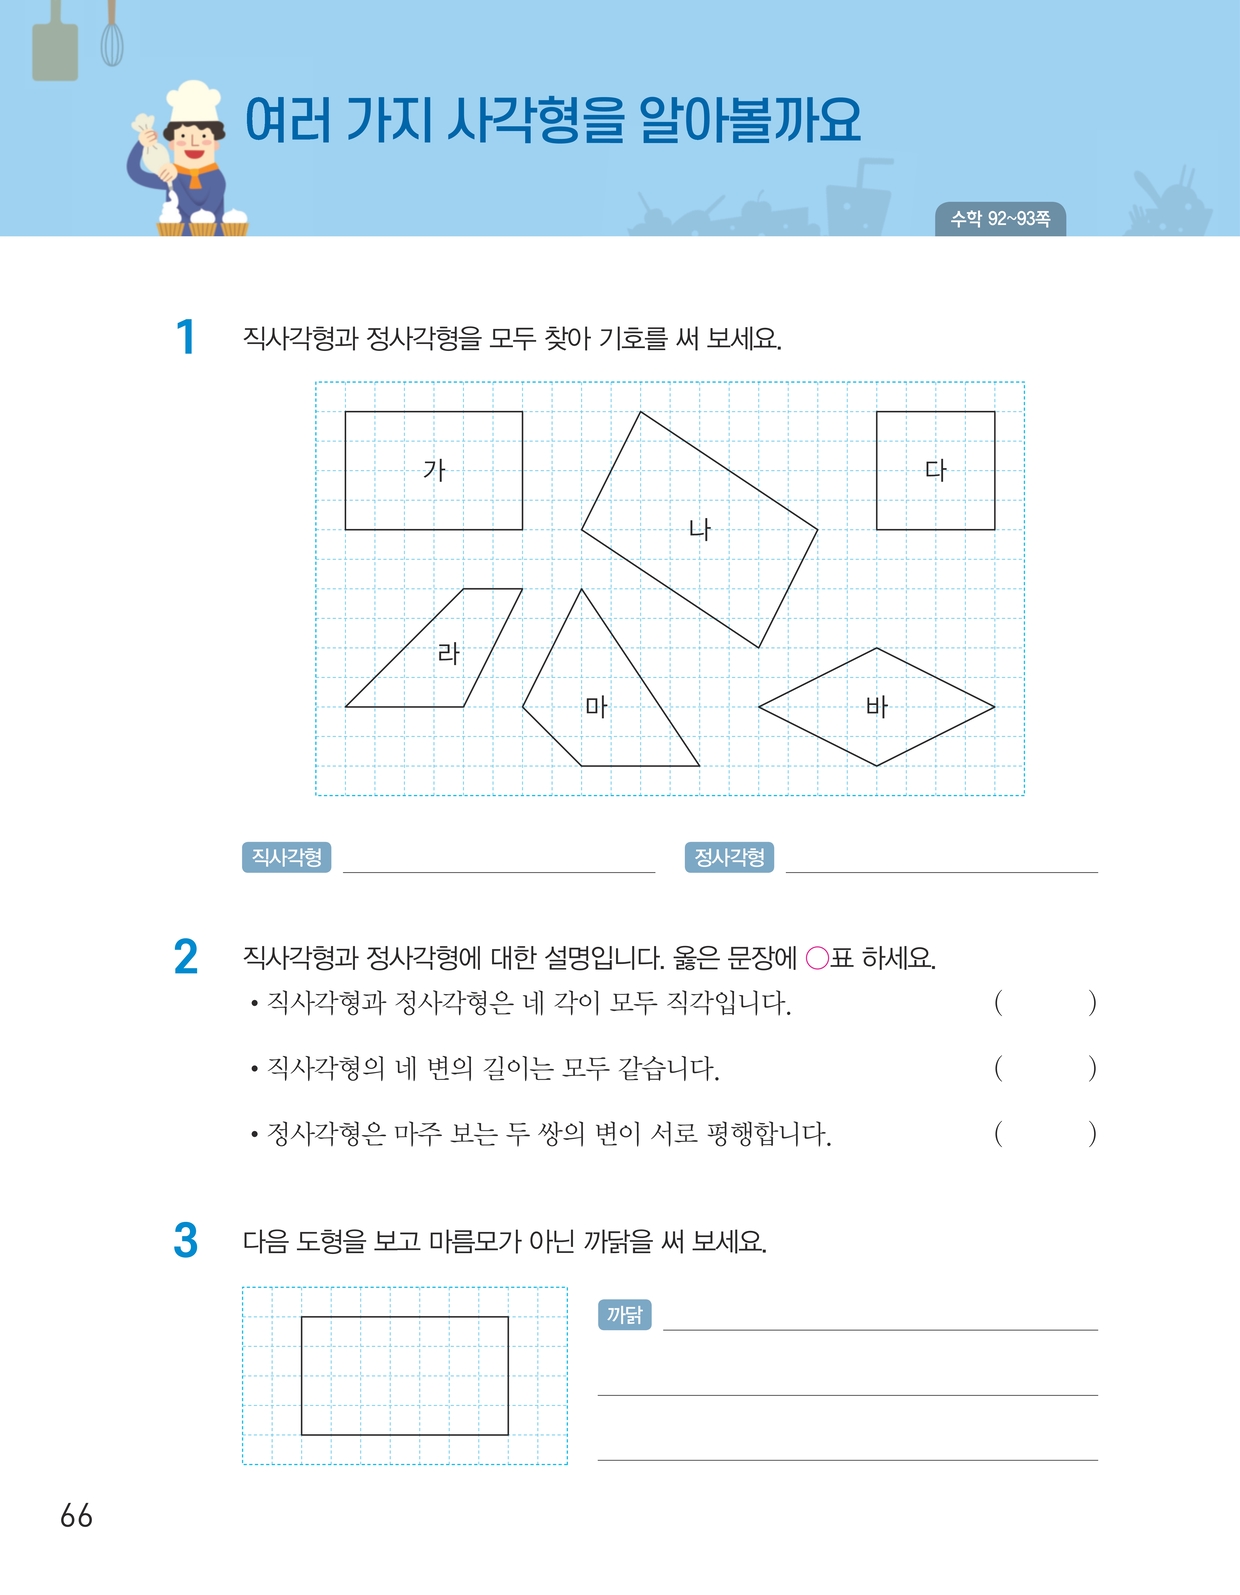 여러 가지 사각형을 알아볼까요
수학 92~93쪽
1 직사각형과 정사각형을 모두 찾아 기호를 써 보세요.
가
나
다
라
마
바
직사각형
정사각형
2 직사각형과 정사각형에 대한 설명입니다. 옳은 문장에 ○표 하세요.
• 직사각형과 정사각형은 네 각이 모두 직각입니다. ( )
• 직사각형의 네 변의 길이는 모두 같습니다. ( )
• 정사각형은 마주 보는 두 쌍의 변이 서로 평행합니다. ( )
3 다음 도형을 보고 마름모가 아닌 까닭을 써 보세요.
까닭
66